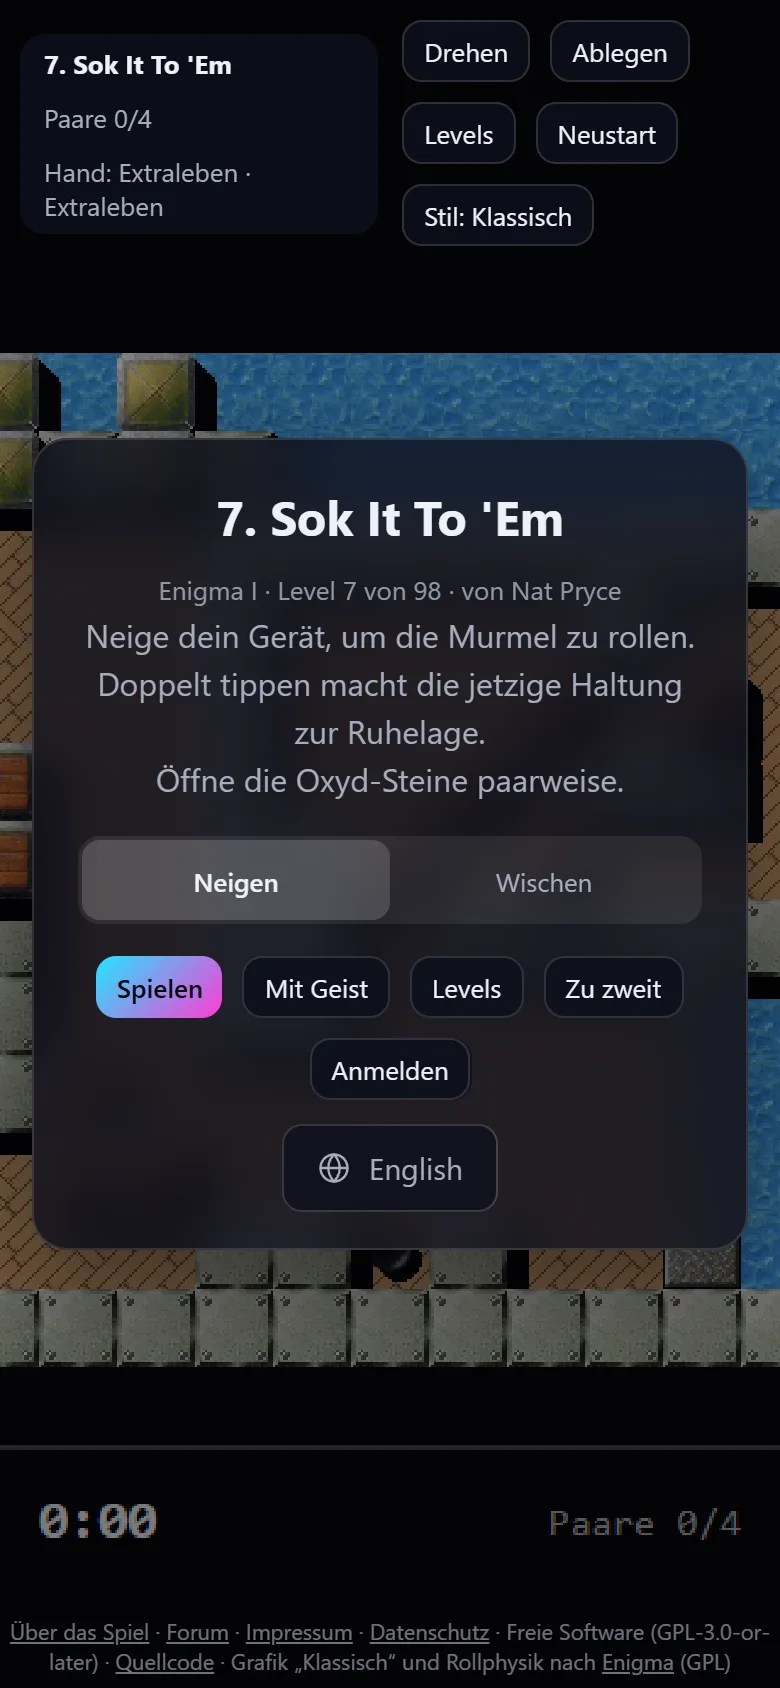 7. Sok It To 'Em
Paare 0/4
Hand: Extraleben ·
Extraleben
Drehen
Ablegen
Levels
Neustart
Stil: Klassisch
7. Sok It To 'Em
Enigma I · Level 7 von 98 · von Nat Pryce
Neige dein Gerät, um die Murmel zu rollen.
Doppelt tippen macht die jetzige Haltung
zur Ruhelage.
Öffne die Oxyd-Steine paarweise.
Neigen
Wischen
Spielen
Mit Geist
Levels
Zu zweit
Anmelden
English
0:00
Paare 0/4
Über das Spiel · Forum · Impressum · Datenschutz · Freie Software (GPL-3.0-or-
later) · Quellcode · Grafik „Klassisch“ und Rollphysik nach Enigma (GPL)